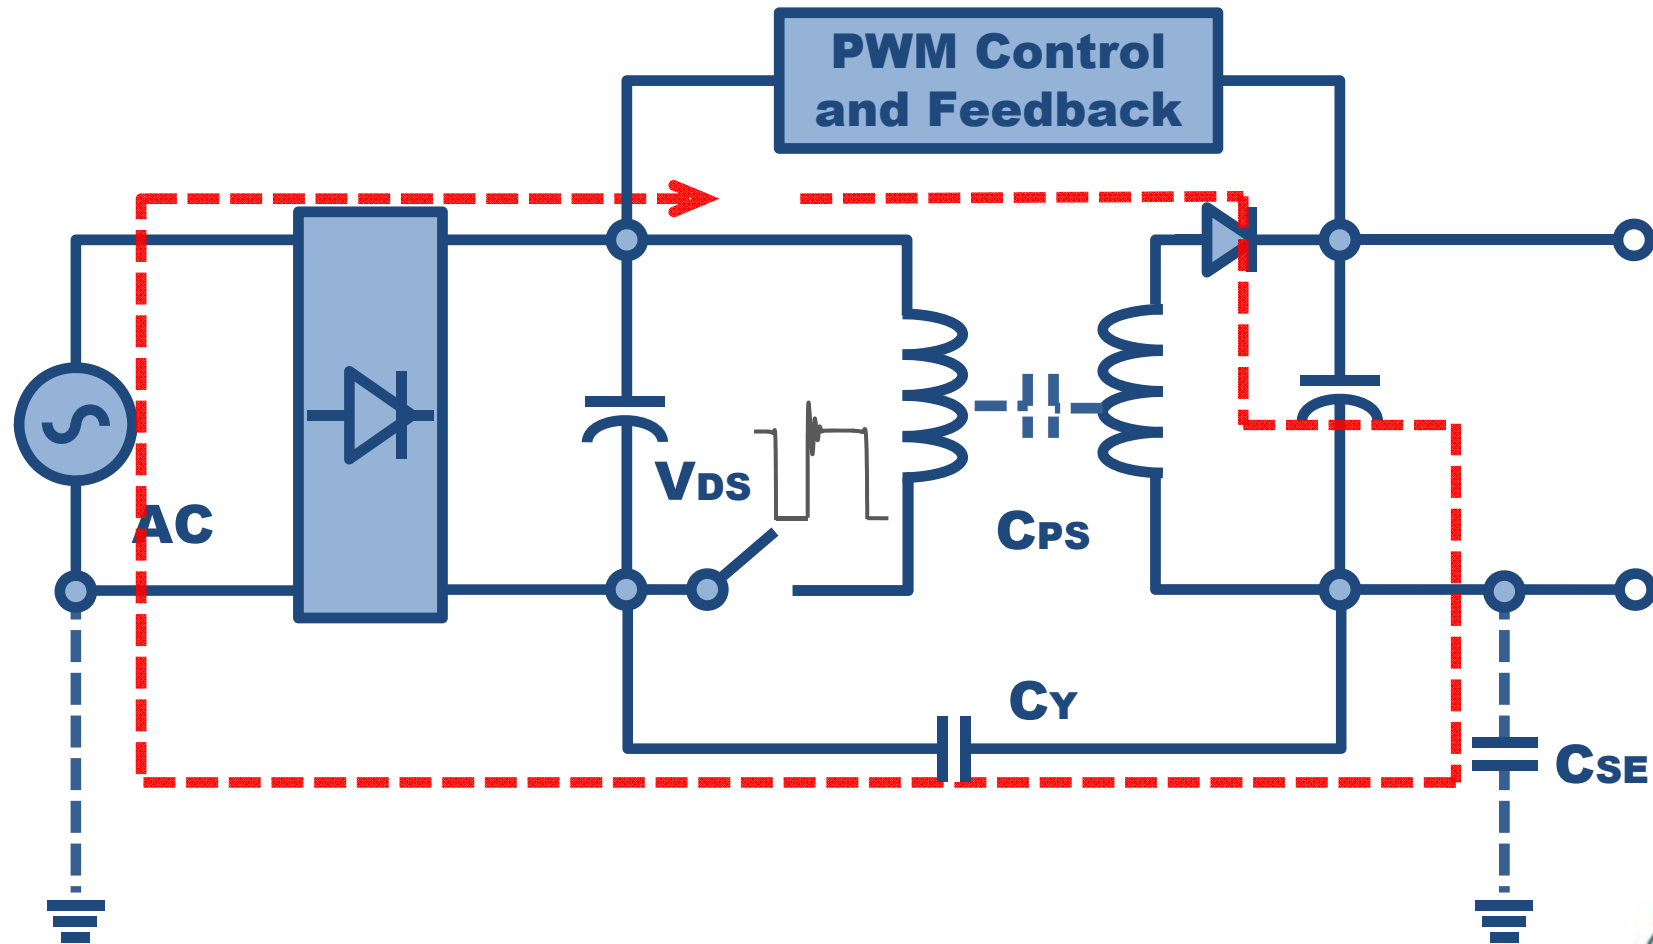 PWM Control
and Feedback
VDS
AC
CPS
CY
CSE